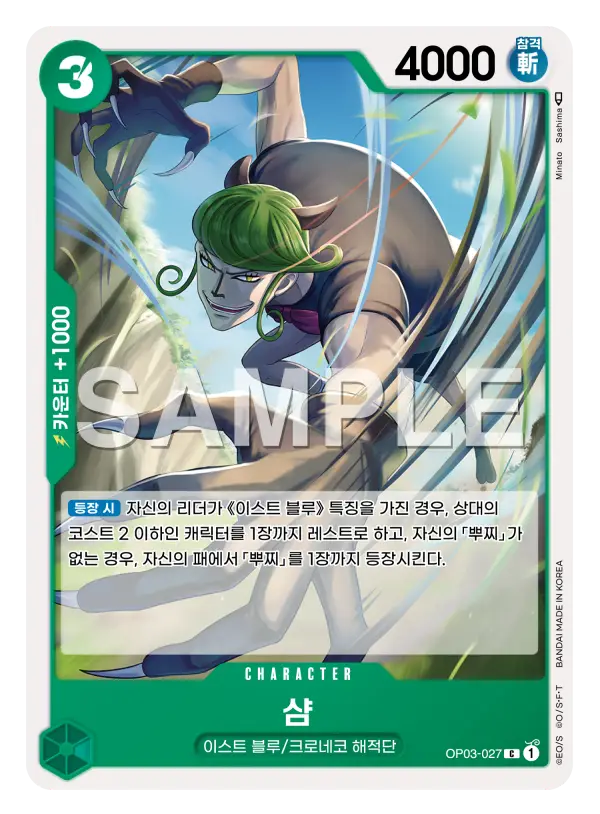 3
4000
참격
斬
Minato Sashima
카운터 +1000
SAMPLE
등장 시 자신의 리더가 《이스트 블루》 특징을 가진 경우, 상대의
코스트 2 이하인 캐릭터를 1장까지 레스트로 하고, 자신의 「뿌찌」가
없는 경우, 자신의 패에서 「뿌찌」를 1장까지 등장시킨다.
CHARACTER
샴
이스트 블루/크로네코 해적단
OP03-027 C 1
©EO/S ©O/S·F·T BANDAI MADE IN KOREA